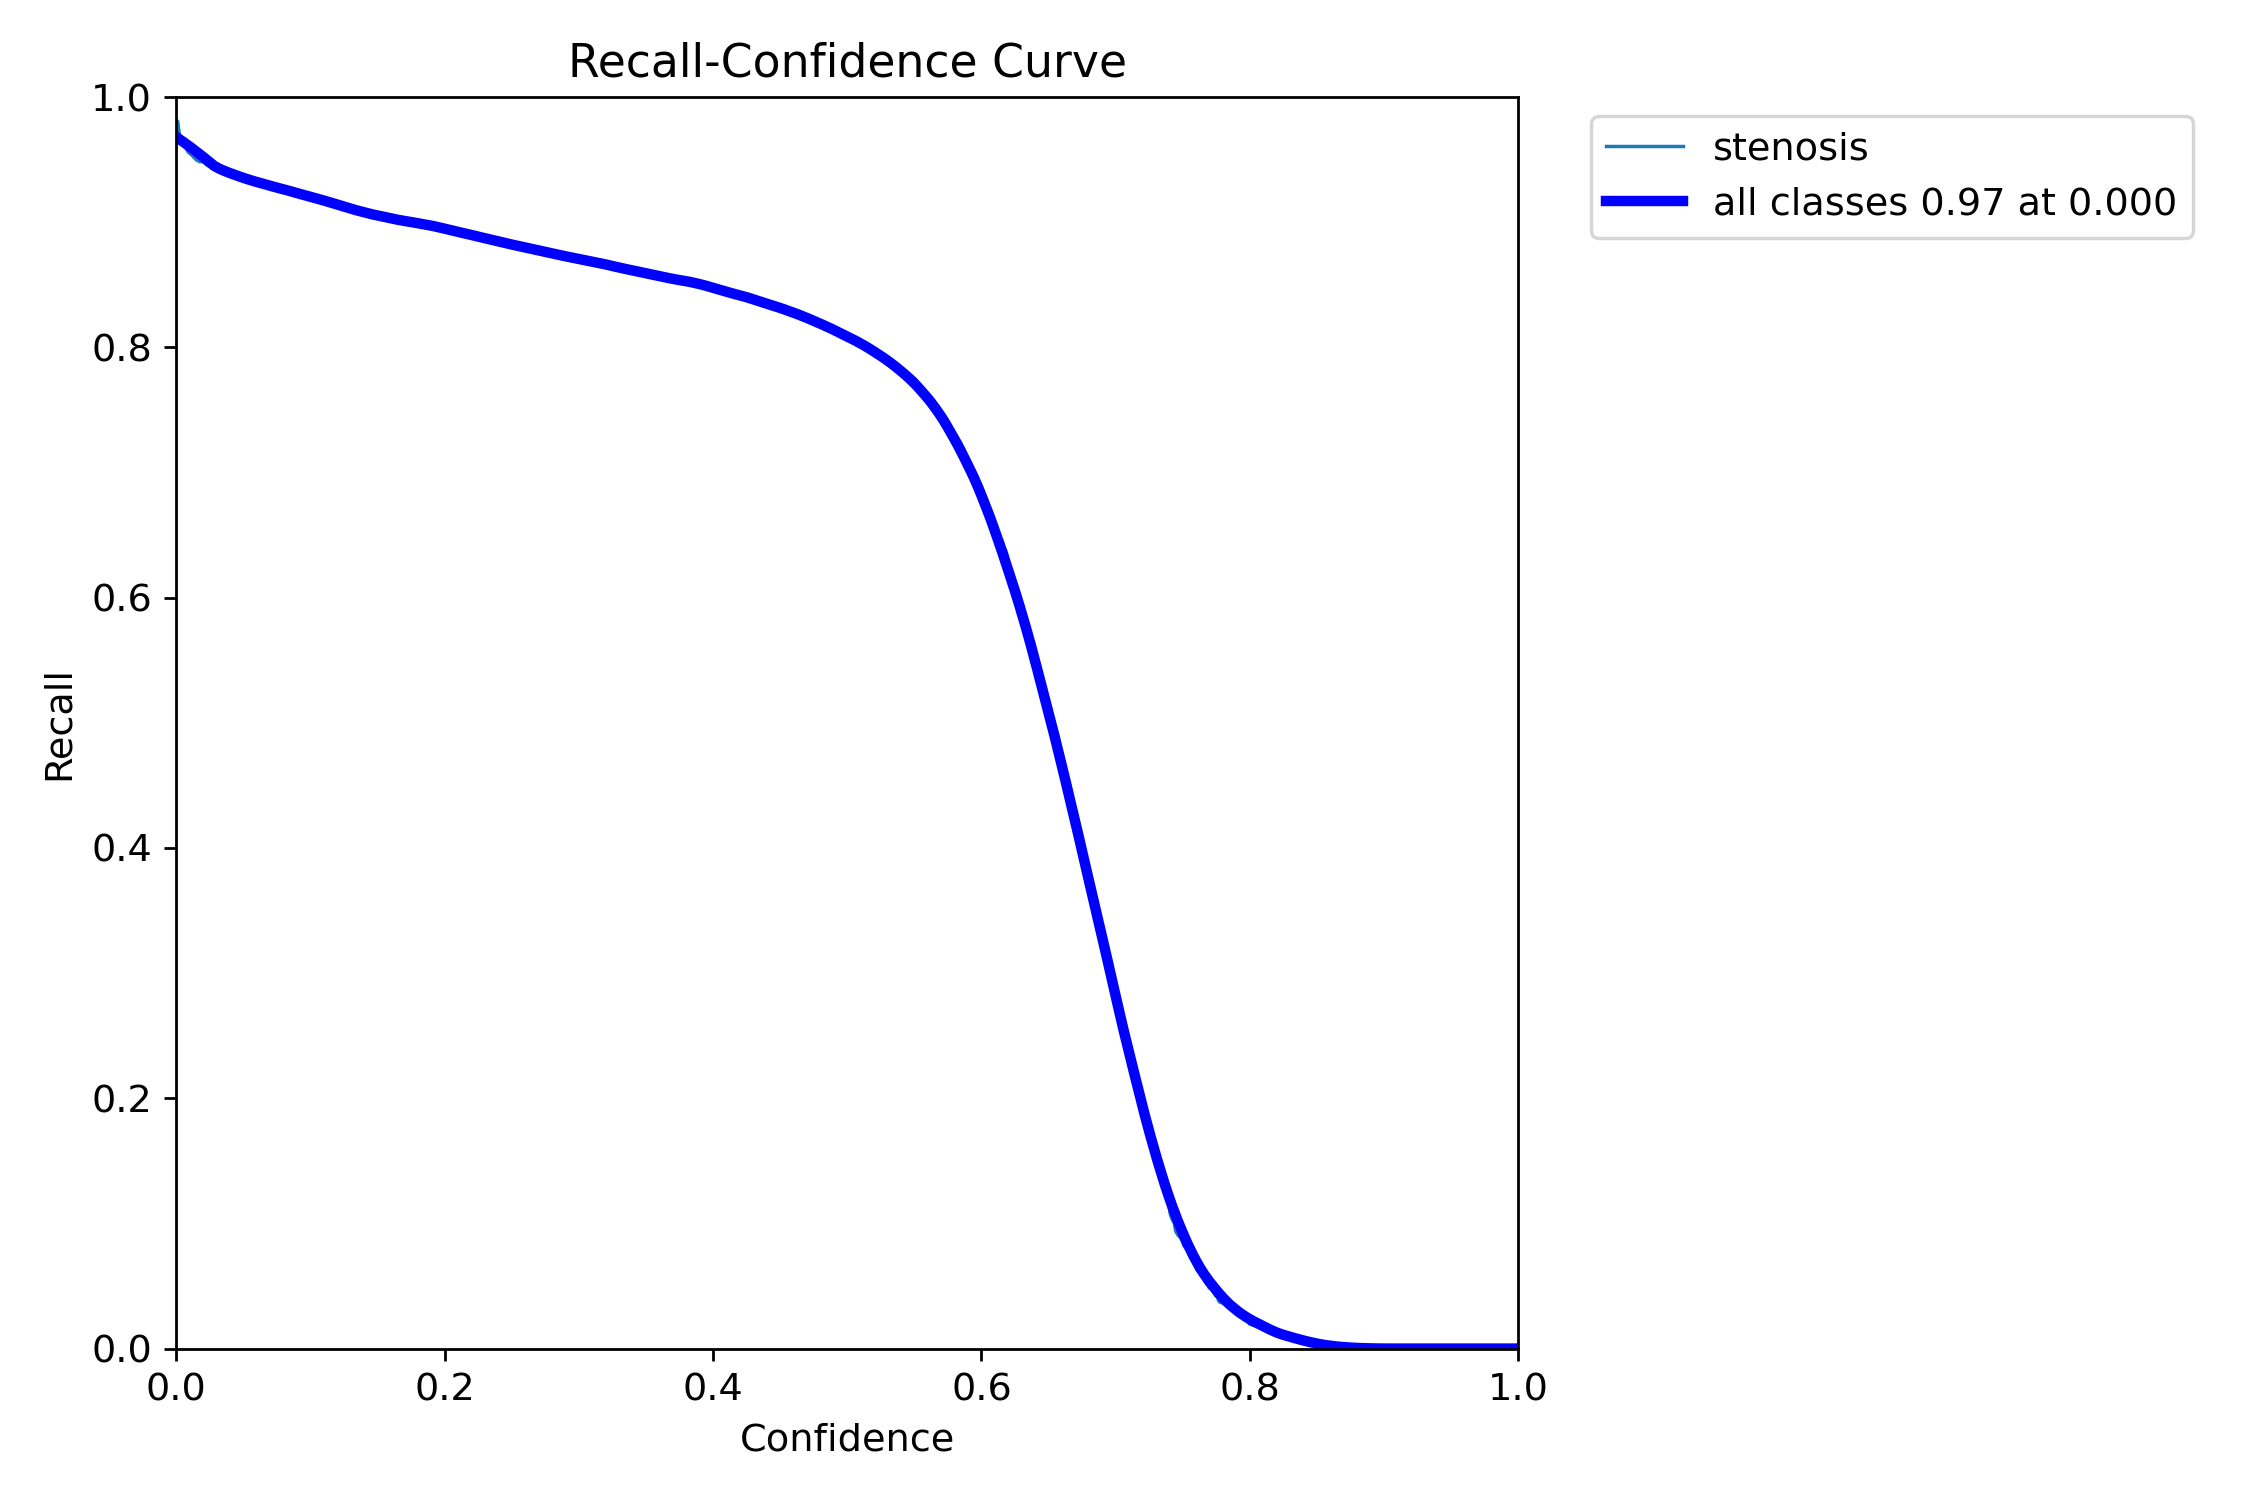 Recall-Confidence Curve
stenosis
all classes 0.97 at 0.000
1.0
0.8
0.6
0.4
0.2
0.0
Recall
0.0 0.2 0.4 0.6 0.8 1.0
Confidence